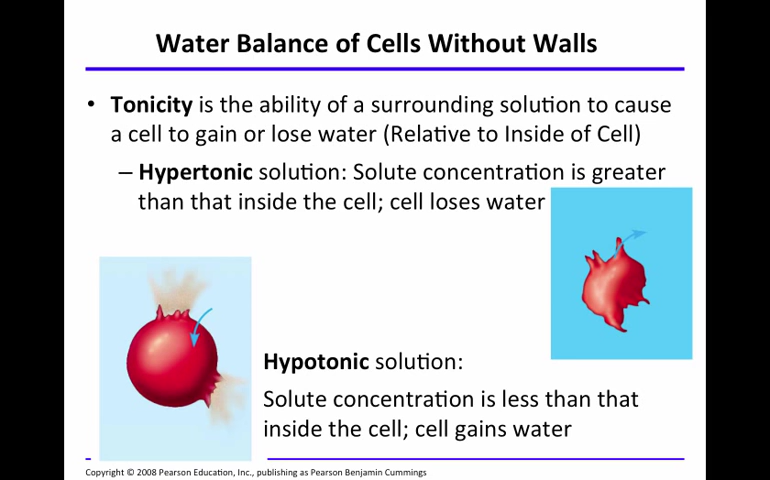 Water Balance of Cells Without Walls
• Tonicity is the ability of a surrounding solution to cause
a cell to gain or lose water (Relative to Inside of Cell)
– Hypertonic solution: Solute concentration is greater
than that inside the cell; cell loses water
Hypotonic solution:
Solute concentration is less than that
inside the cell; cell gains water
Copyright © 2008 Pearson Education, Inc., publishing as Pearson Benjamin Cummings